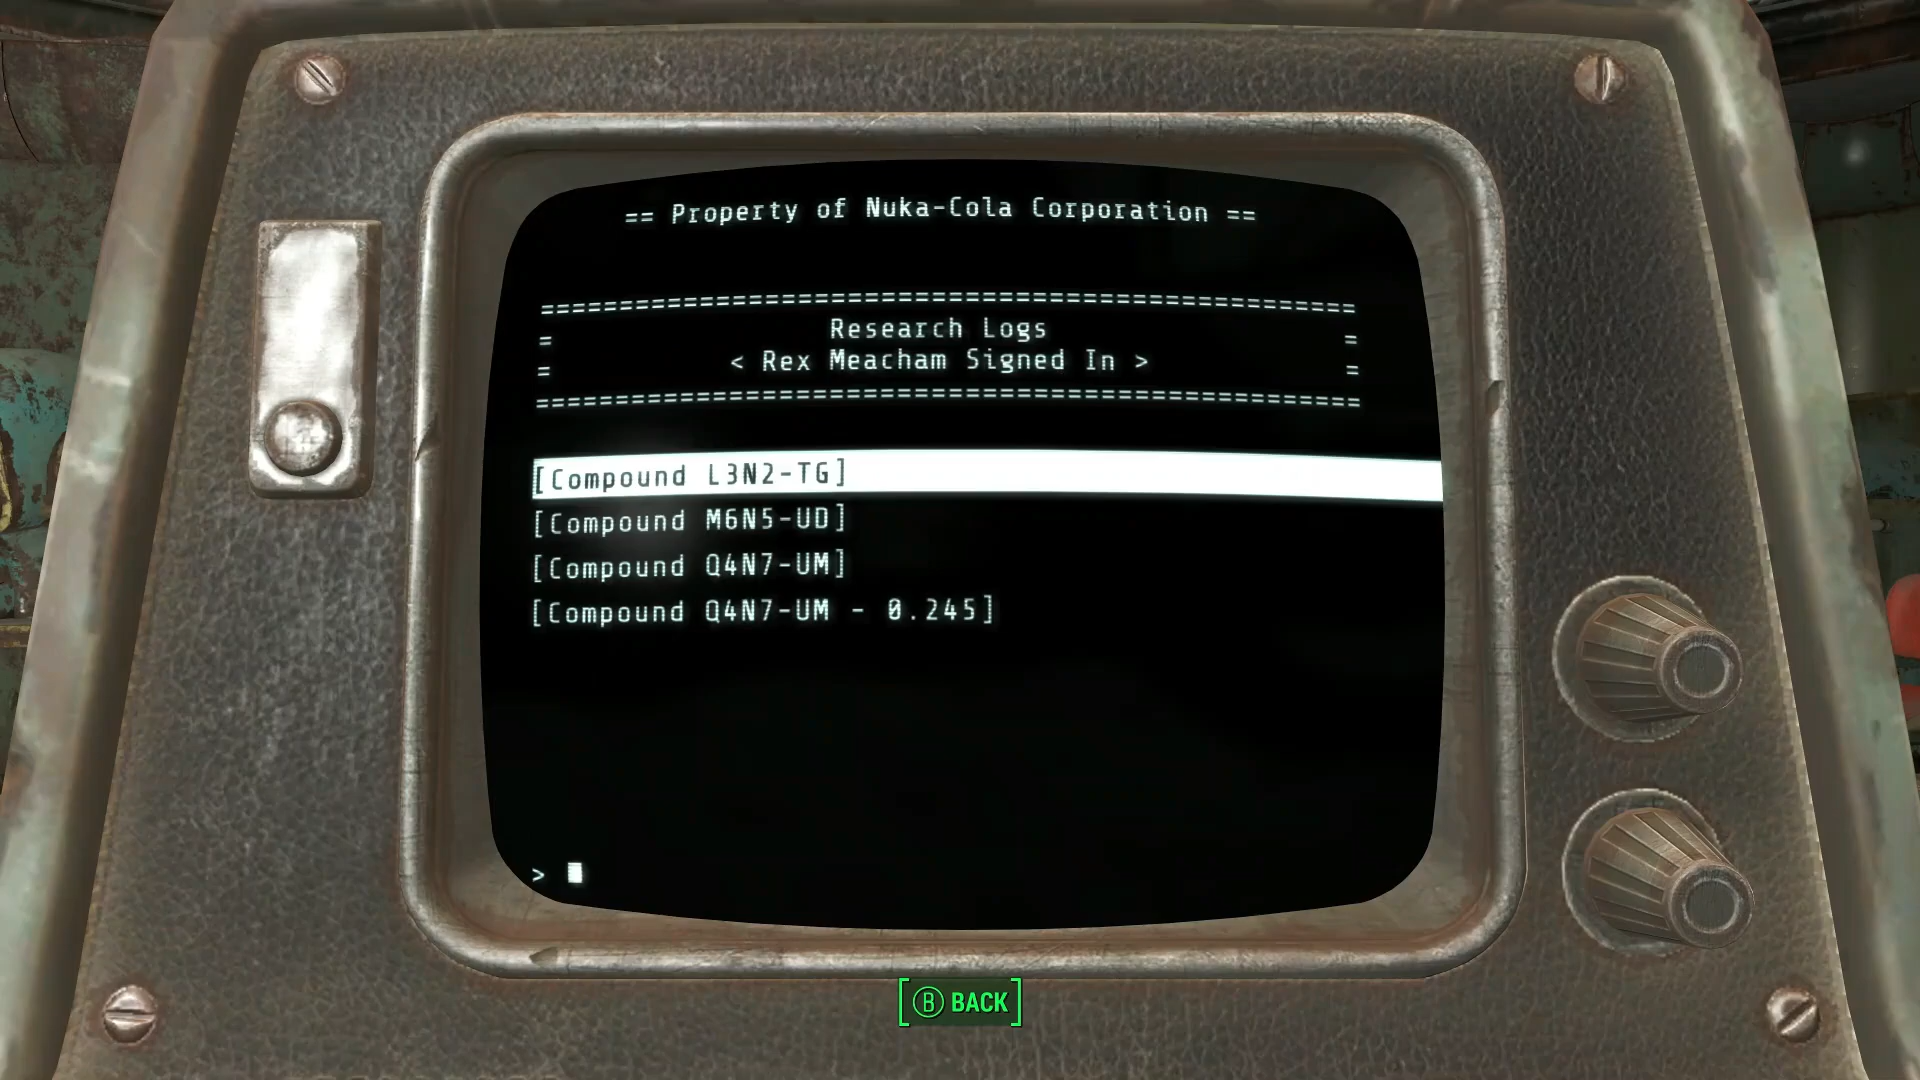 == Property of Nuka-Cola Corporation ==
====================================================
= Research Logs =
= < Rex Meacham Signed In > =
====================================================
[Compound L3N2-TG]
[Compound M6N5-UD]
[Compound Q4N7-UM]
[Compound Q4N7-UM - 0.245]
>
[Ⓑ BACK]